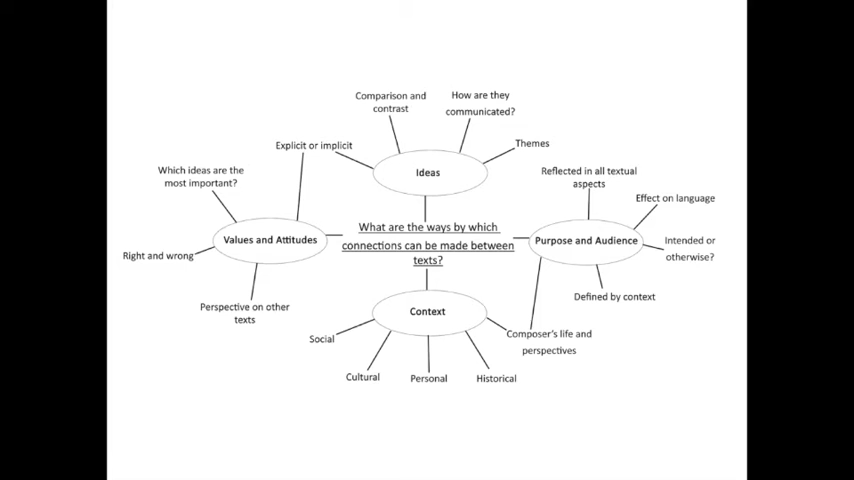 Comparison and
contrast
How are they
communicated?
Explicit or implicit
Themes
Ideas
Which ideas are the
most important?
Reflected in all textual
aspects
Effect on language
What are the ways by which
connections can be made between
texts?
Values and Attitudes
Purpose and Audience
Intended or
otherwise?
Right and wrong
Perspective on other
texts
Defined by context
Context
Social
Composer's life and
perspectives
Cultural
Personal
Historical